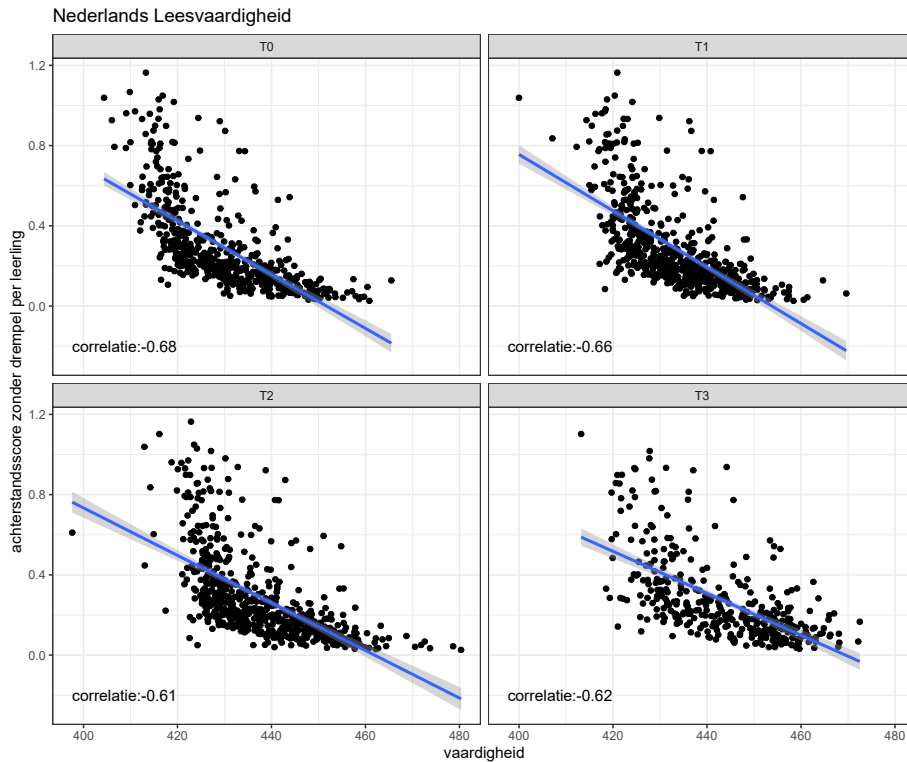 Nederlands Leesvaardigheid
T0
T1
1.2
0.8
0.4
0.0
correlatie:-0.68
correlatie:-0.66
T2
T3
1.2
0.8
0.4
0.0
correlatie:-0.61
correlatie:-0.62
400
420
440
460
480
400
420
440
460
480
vaardigheid
achterstandsscore zonder drempel per leerling